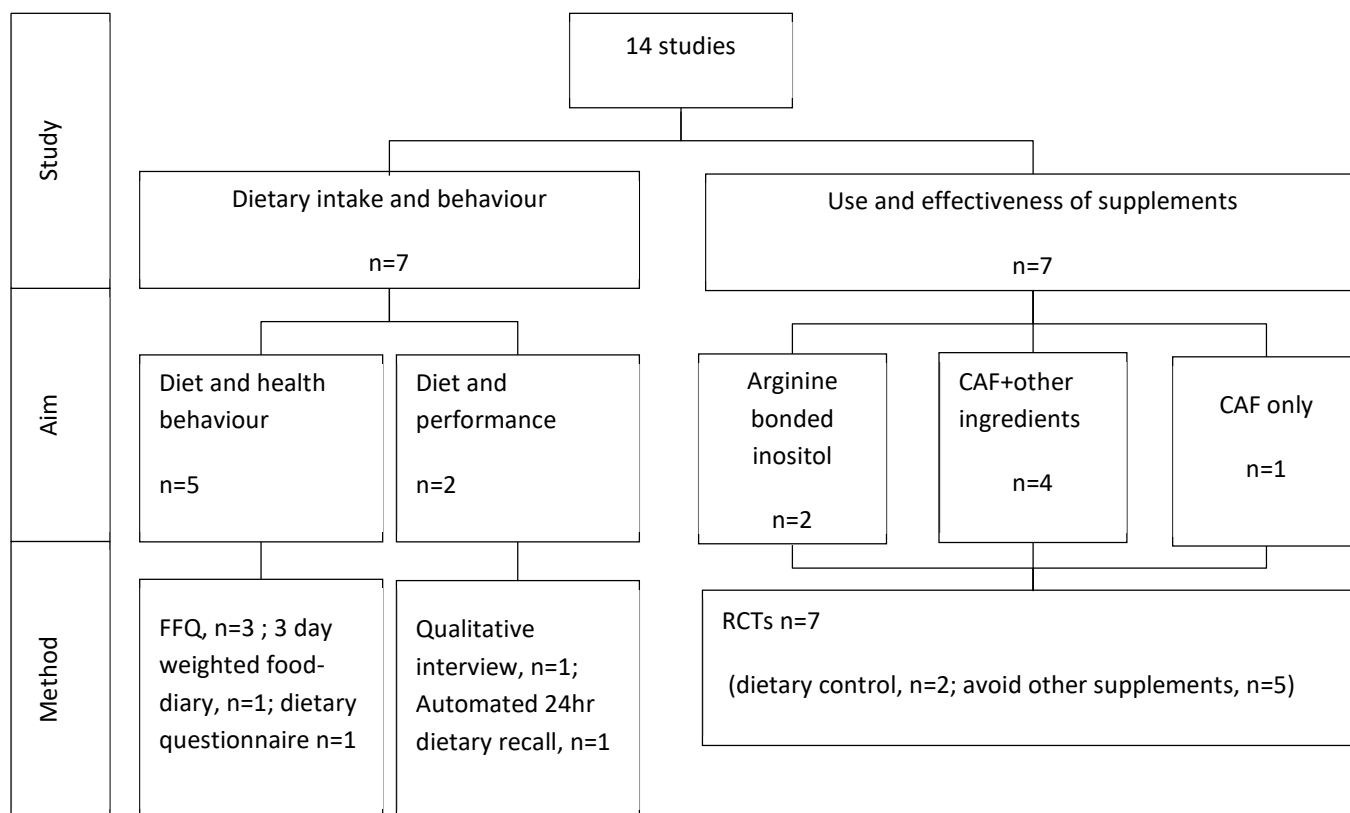 14 studies
Study
Dietary intake and behaviour
n=7
Use and effectiveness of supplements
n=7
Aim
Diet and health
behaviour
n=5
Diet and
performance
n=2
Arginine
bonded
inositol
n=2
CAF+other
ingredients
n=4
CAF only
n=1
Method
FFQ, n=3 ; 3 day
weighted food-
diary, n=1; dietary
questionnaire n=1
Qualitative
interview, n=1;
Automated 24hr
dietary recall, n=1
RCTs n=7
(dietary control, n=2; avoid other supplements, n=5)